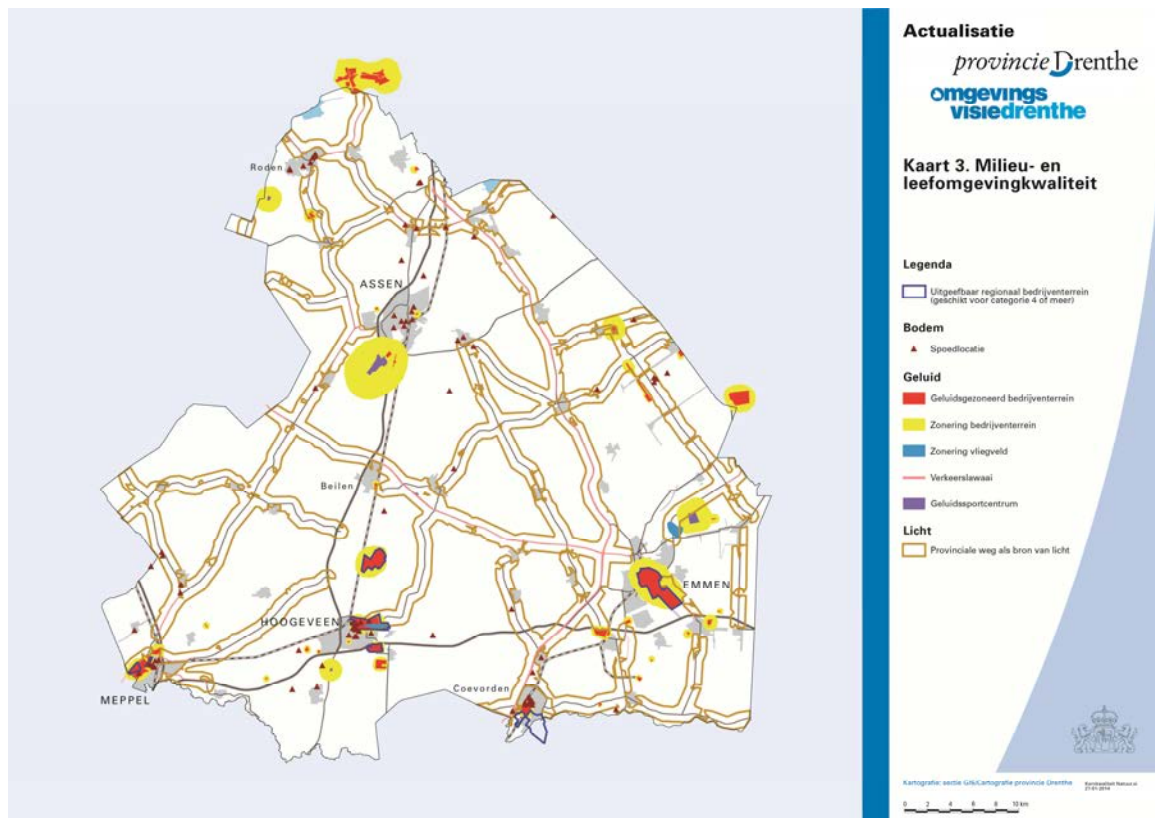 Actualisatie
provincie Drenthe
omgevings
visiedrenthe
Kaart 3. Milieu- en
leefomgevingkwaliteit
Legenda
Uitgeefbaar regionaal bedrijventerrein
(geschikt voor categorie 4 of meer)
Bodem
Spoedlocatie
Geluid
Geluidsgezoneerd bedrijventerrein
Zonering bedrijventerrein
Zonering vliegveld
Verkeerslawaai
Geluidssportcentrum
Licht
Provinciale weg als bron van licht
Kartografie: sectie GIS/Cartografie provincie Drenthe
0 2 4 6 8 10 km
Roden
ASSEN
Beilen
EMMEN
HOOGEVEEN
Coevorden
MEPPEL